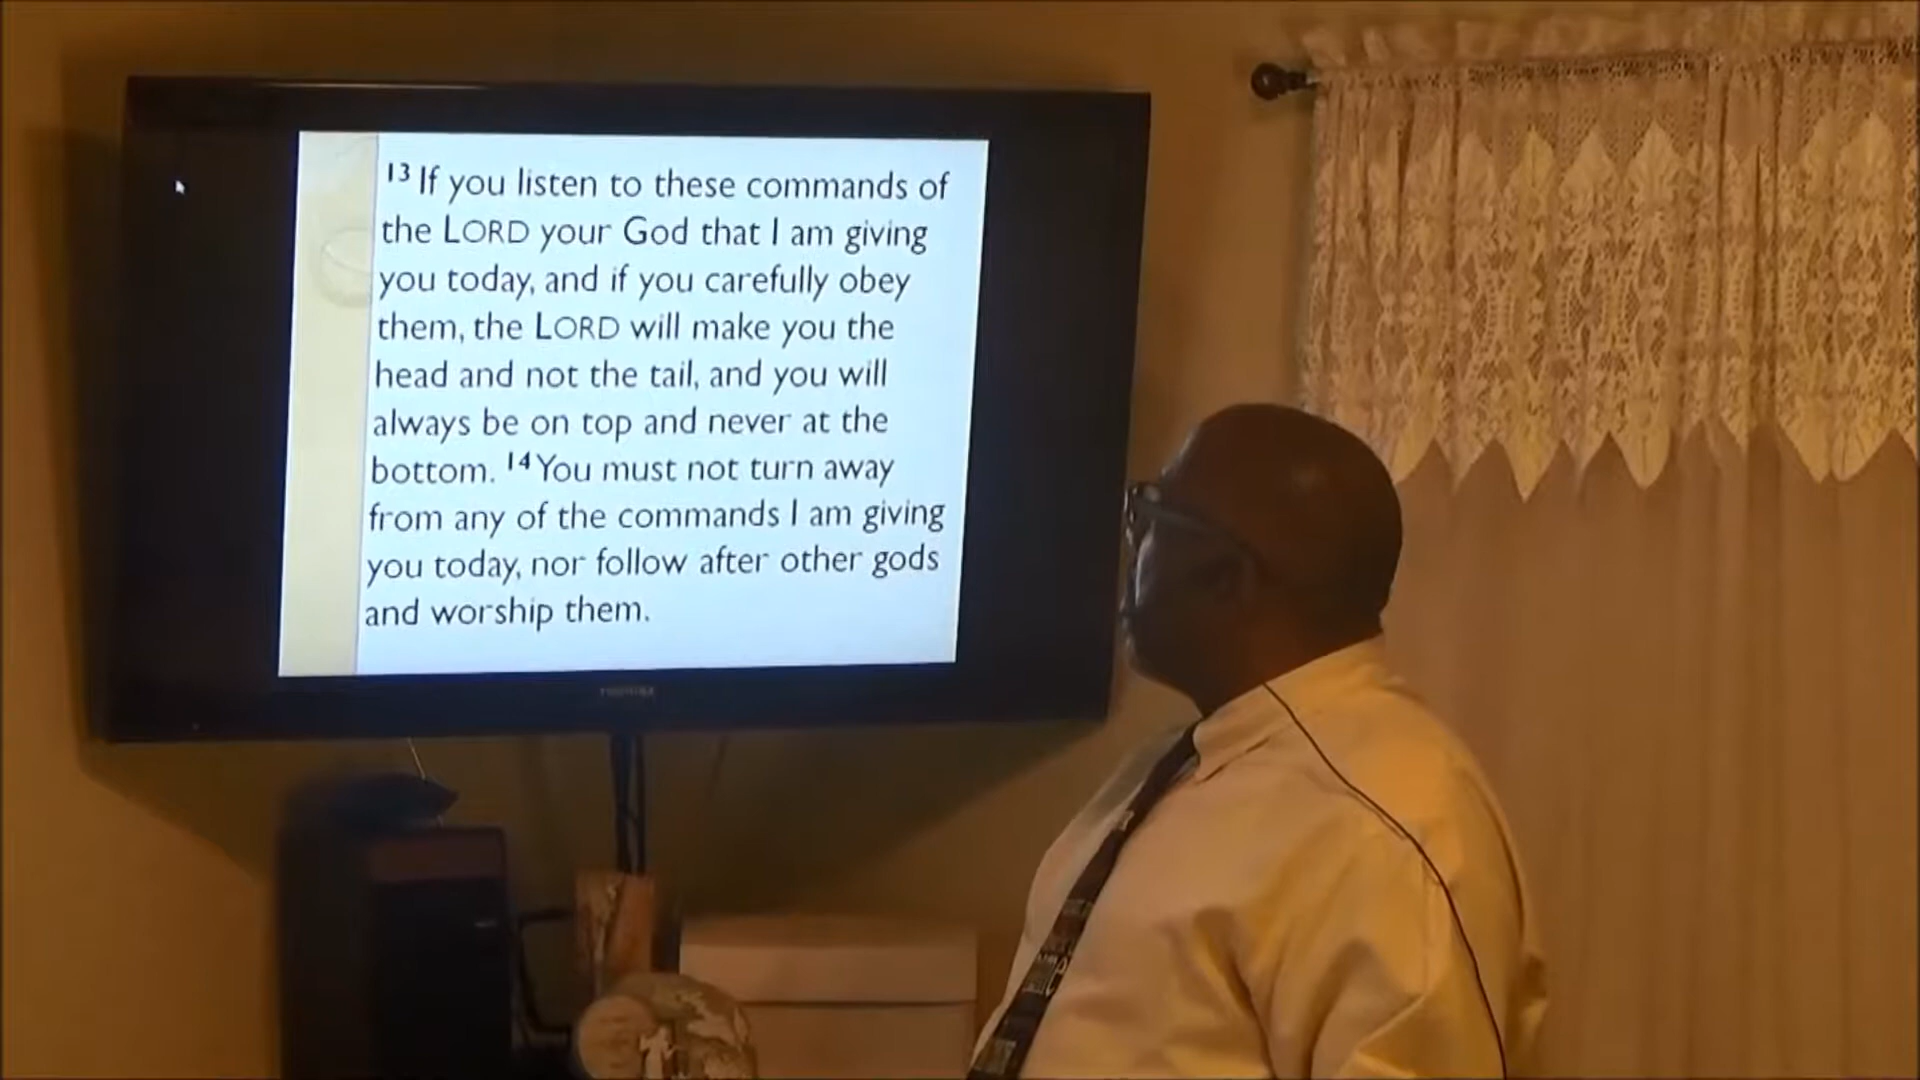 13 If you listen to these commands of
the LORD your God that I am giving
you today, and if you carefully obey
them, the LORD will make you the
head and not the tail, and you will
always be on top and never at the
bottom. 14 You must not turn away
from any of the commands I am giving
you today, nor follow after other gods
and worship them.
TOSHIBA